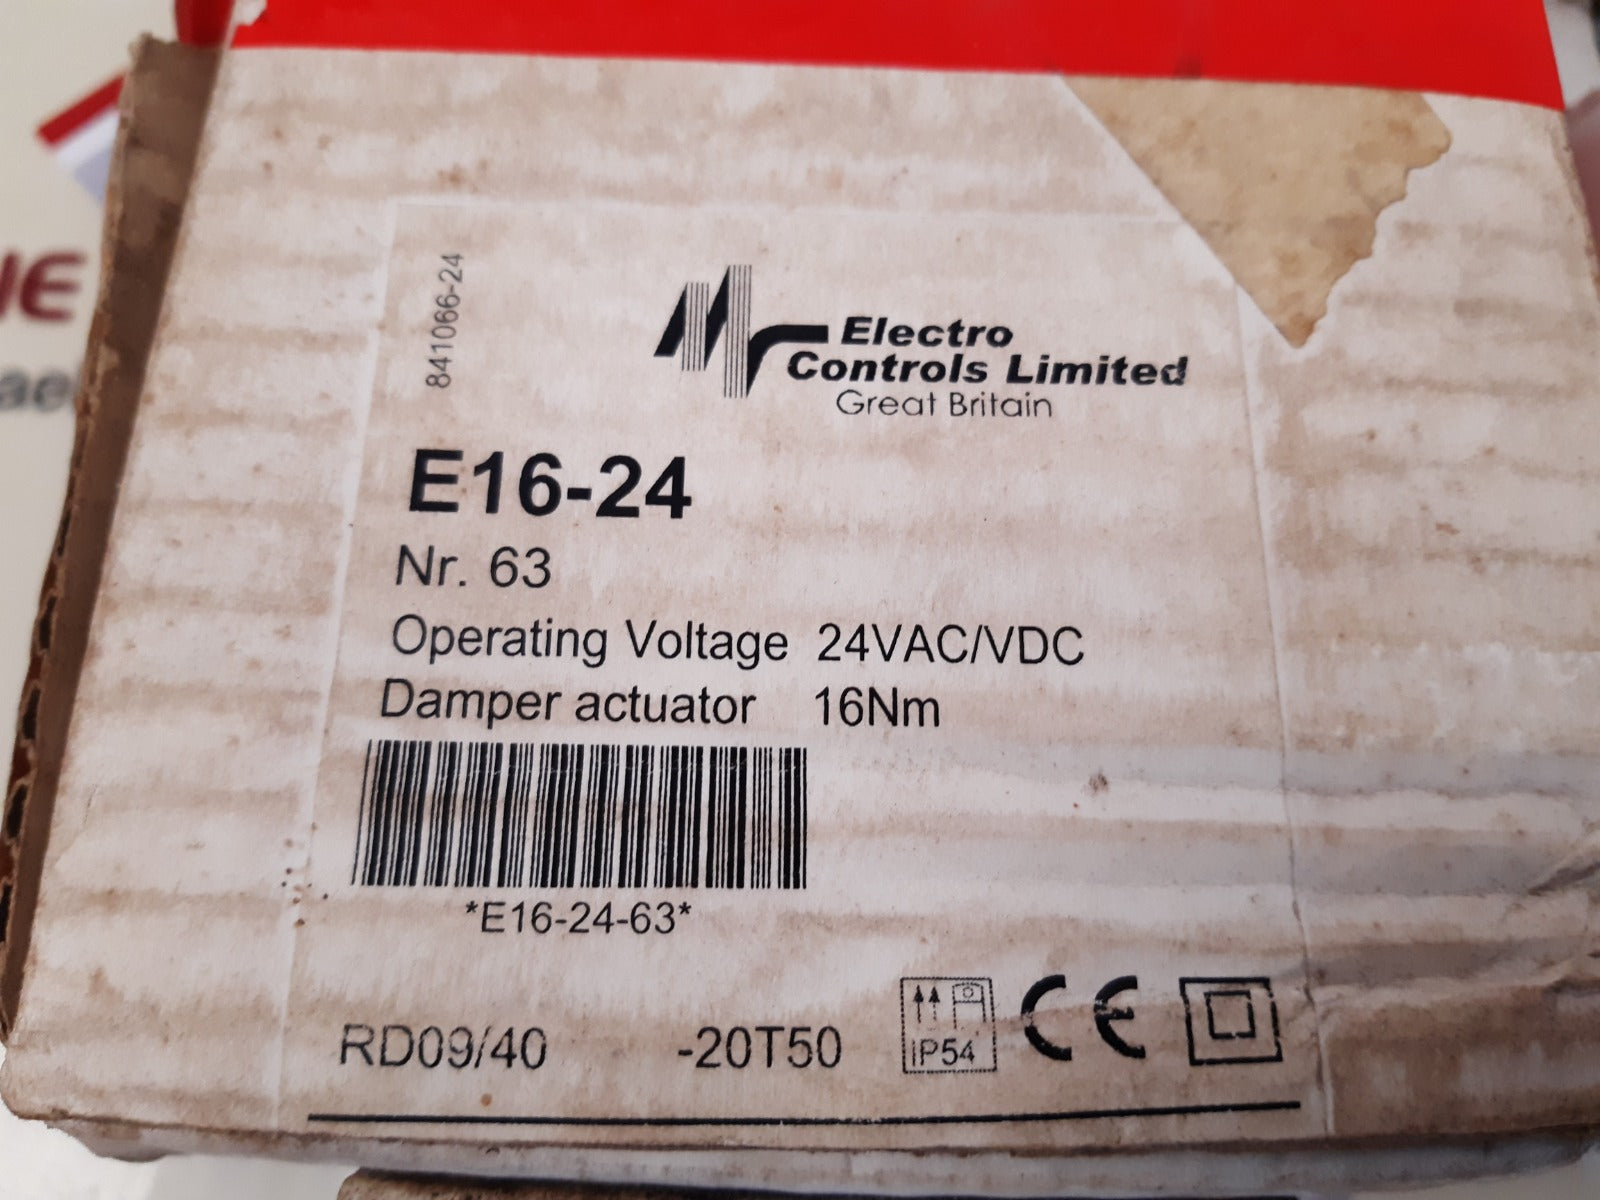 841066-24
Electro
Controls Limited
Great Britain
E16-24
Nr. 63
Operating Voltage 24VAC/VDC
Damper actuator 16Nm
*E16-24-63*
RD09/40 -20T50 IP54 CE